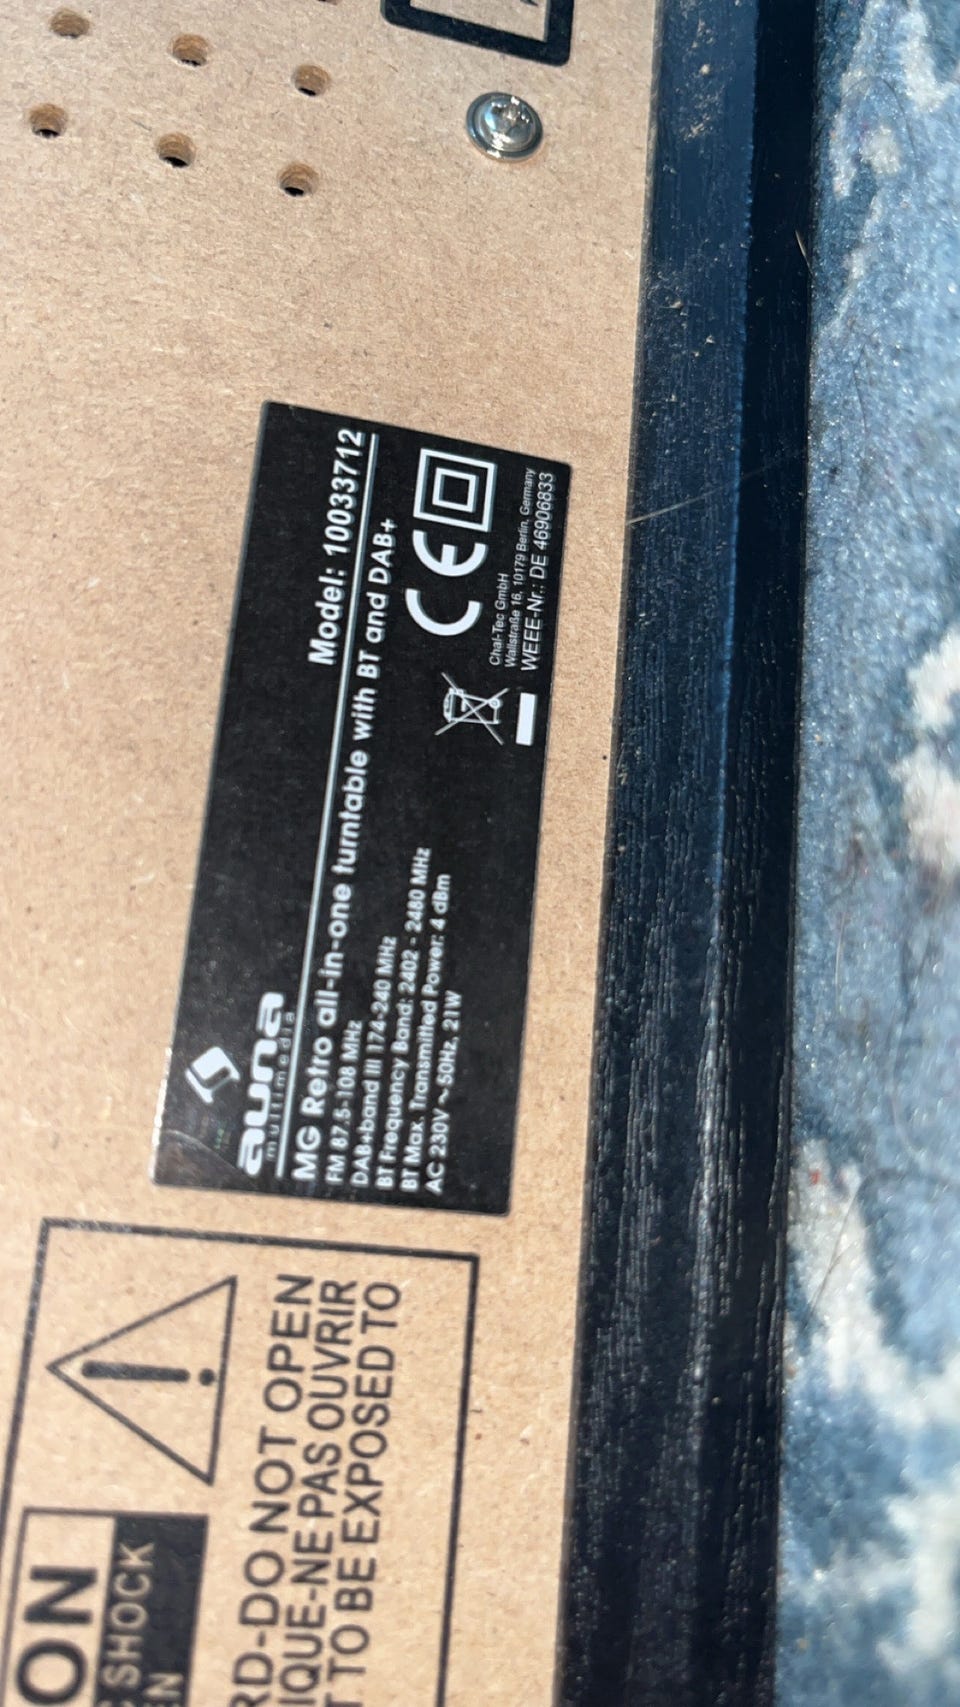 auna
multimedia
Model: 10033712
MG Retro all-in-one turntable with BT and DAB+
FM 87.5-108 MHz
DAB+band III 174-240 MHz
BT Frequency Band: 2402 - 2480 MHz
BT Max. Transmitted Power: 4 dBm
AC 230V ~50Hz, 21W
Chal-Tec GmbH
Wallstraße 16, 10179 Berlin, Germany
WEEE-Nr.: DE 46906833
ON
SHOCK
EN
RD-DO NOT OPEN
IQUE-NE PAS OUVRIR
T TO BE EXPOSED TO